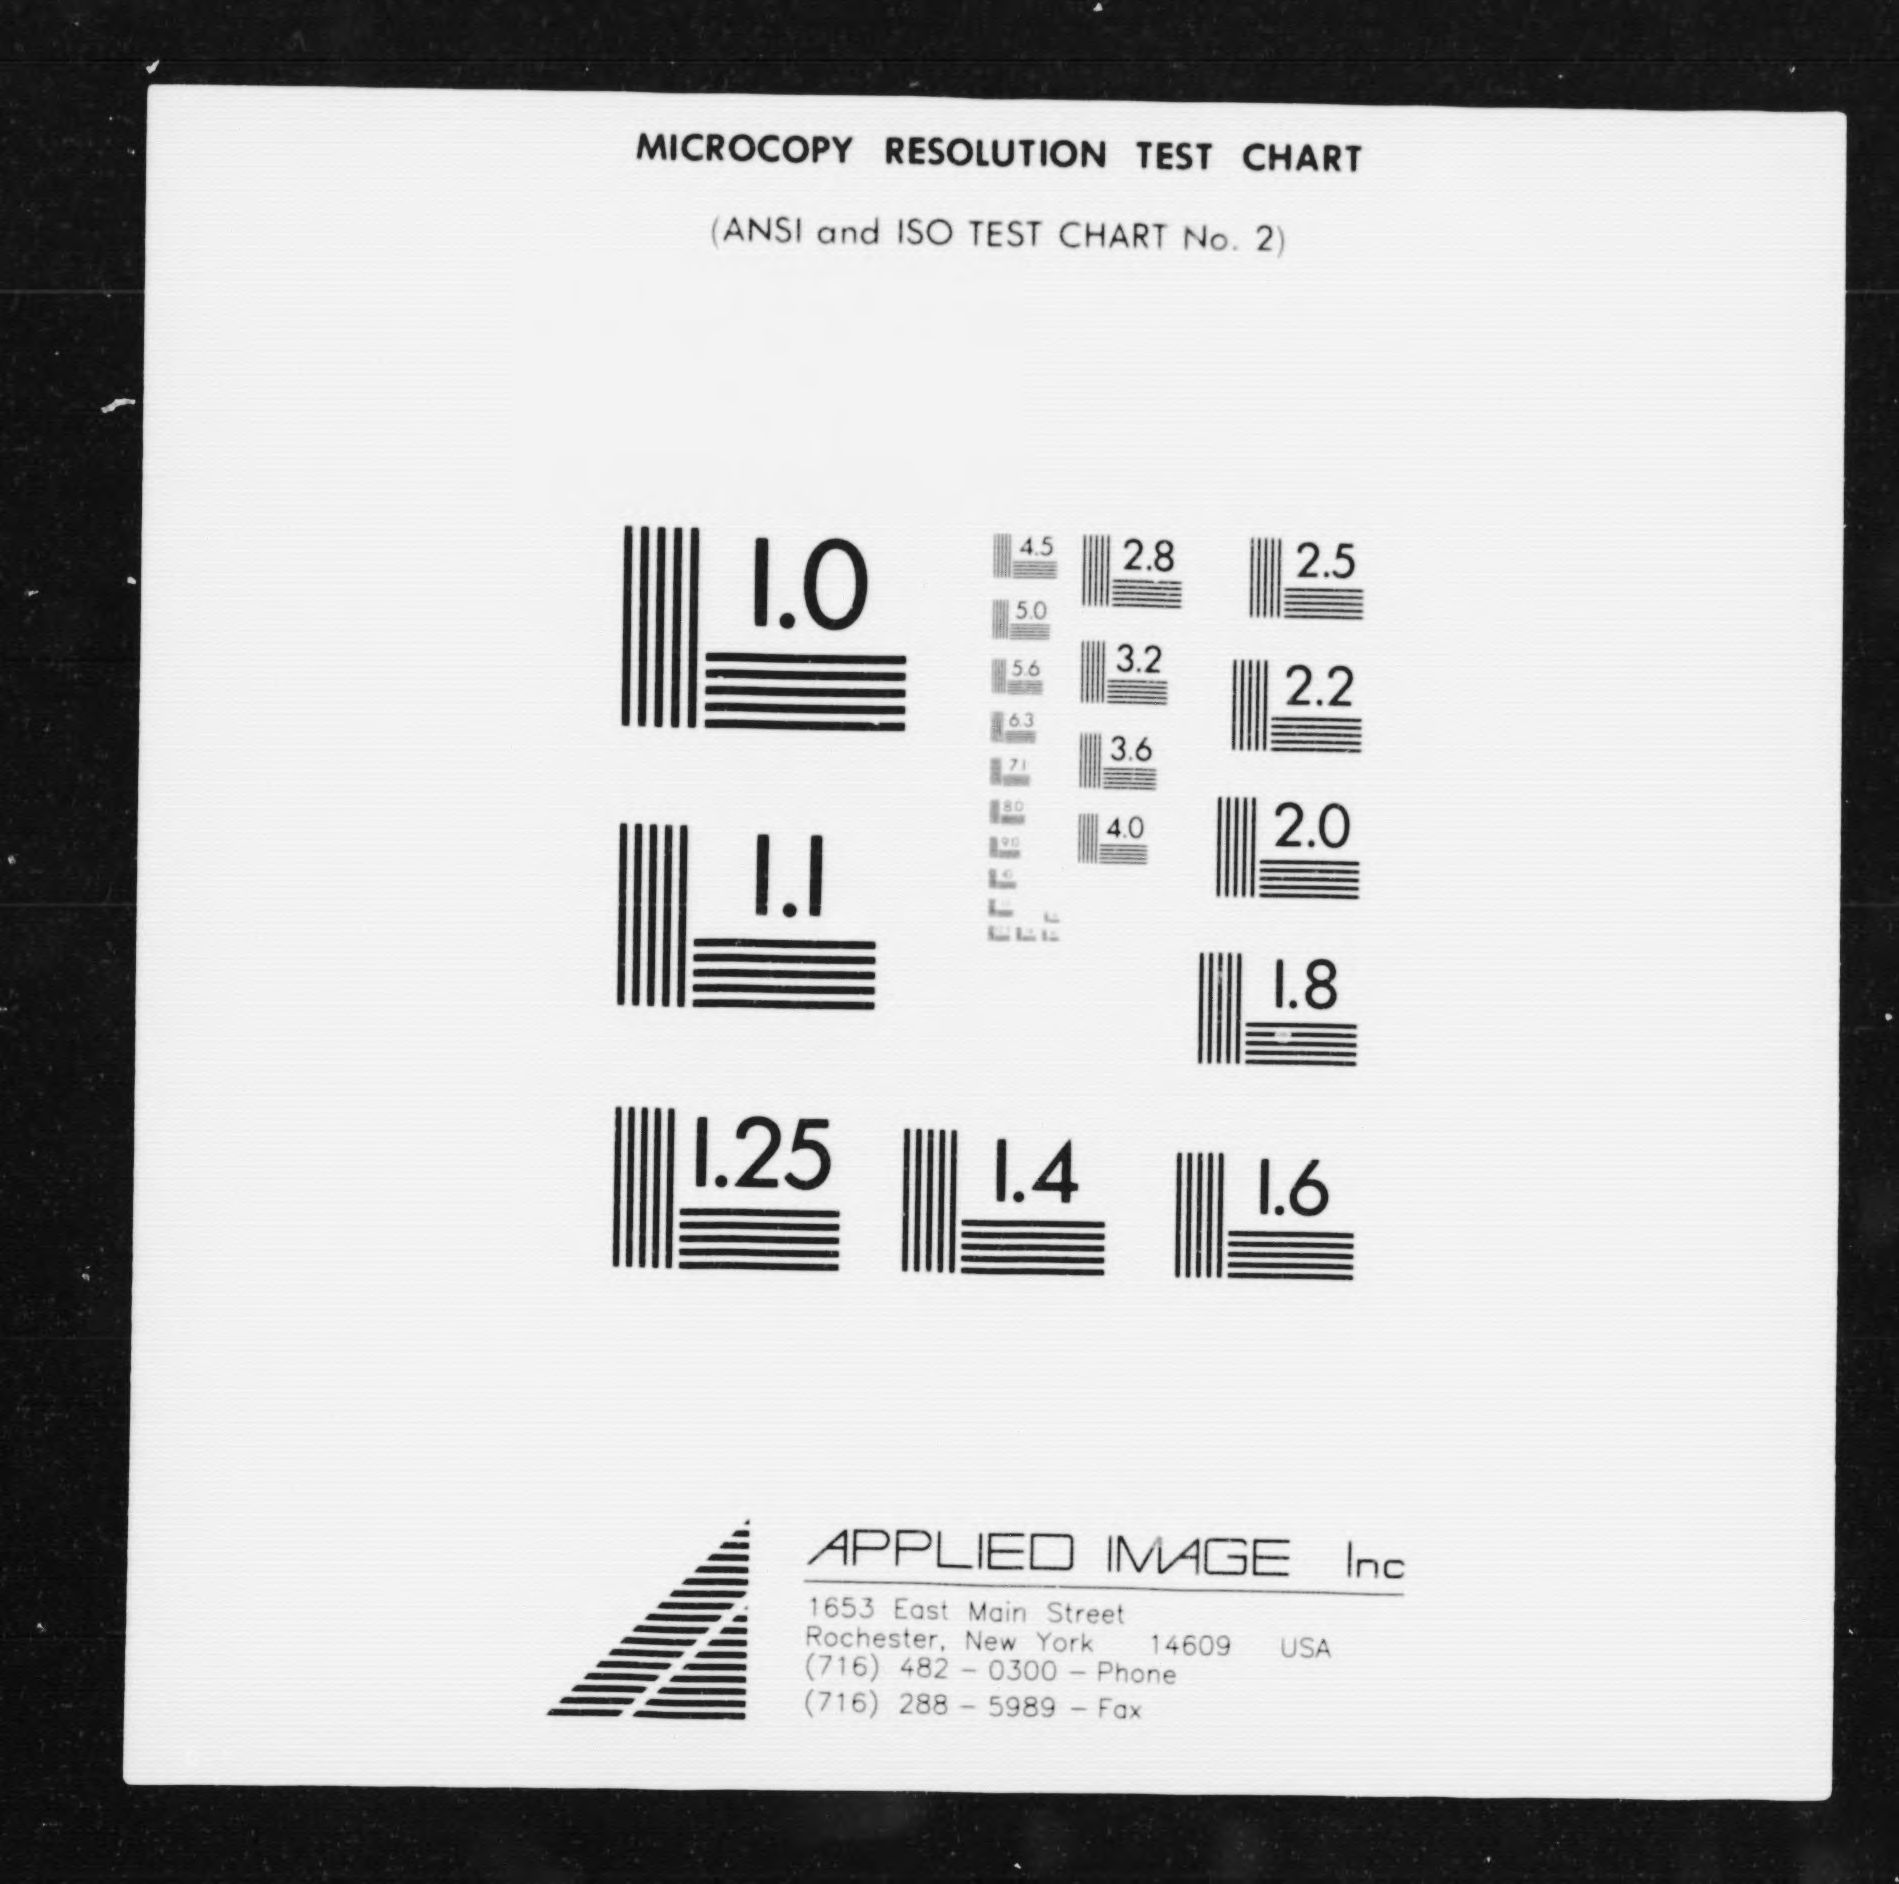 MICROCOPY RESOLUTION TEST CHART
(ANSI and ISO TEST CHART No. 2)
1.0
1.1
1.25
4.5
5.0
5.6
6.3
7.1
8.0
9.0
2.8
3.2
3.6
4.0
2.5
2.2
2.0
1.8
1.4
1.6
APPLIED IMAGE Inc
1653 East Main Street
Rochester, New York 14609 USA
(716) 482 - 0300 - Phone
(716) 288 - 5989 - Fax